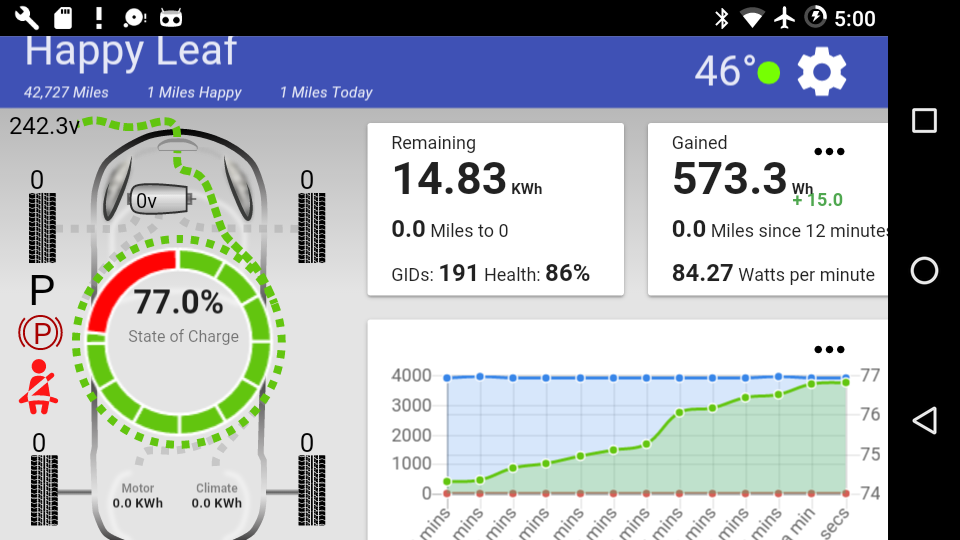 5:00
Happy Leaf
46°
42,727 Miles 1 Miles Happy 1 Miles Today
242.3v
0 0
0v
P
(P)
77.0%
State of Charge
0 0
Motor Climate
0.0 KWh 0.0 KWh
Remaining
14.83 KWh
0.0 Miles to 0
GIDs: 191 Health: 86%
Gained
573.3 Wh
+ 15.0
0.0 Miles since 12 minutes
84.27 Watts per minute
4000 77
3000 76
2000 75
1000
0 74
mins mins mins mins mins mins mins mins mins mins mins a min secs